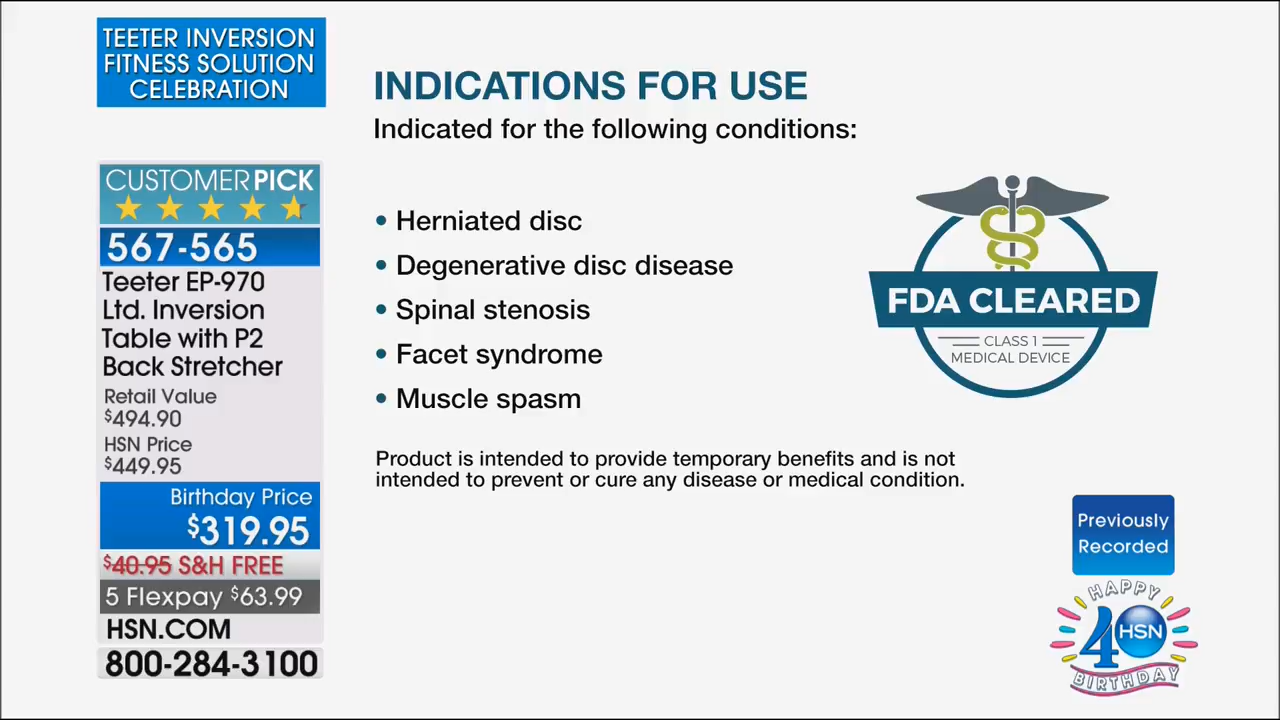 TEETER INVERSION
FITNESS SOLUTION
CELEBRATION
CUSTOMER PICK
567-565
Teeter EP-970
Ltd. Inversion
Table with P2
Back Stretcher
Retail Value
$494.90
HSN Price
$449.95
Birthday Price
$319.95
$40.95 S&H FREE
5 Flexpay $63.99
HSN.COM
800-284-3100
INDICATIONS FOR USE
Indicated for the following conditions:
• Herniated disc
• Degenerative disc disease
• Spinal stenosis
• Facet syndrome
• Muscle spasm
Product is intended to provide temporary benefits and is not
intended to prevent or cure any disease or medical condition.
FDA CLEARED
CLASS 1
MEDICAL DEVICE
Previously
Recorded
HAPPY
40 HSN
BIRTHDAY